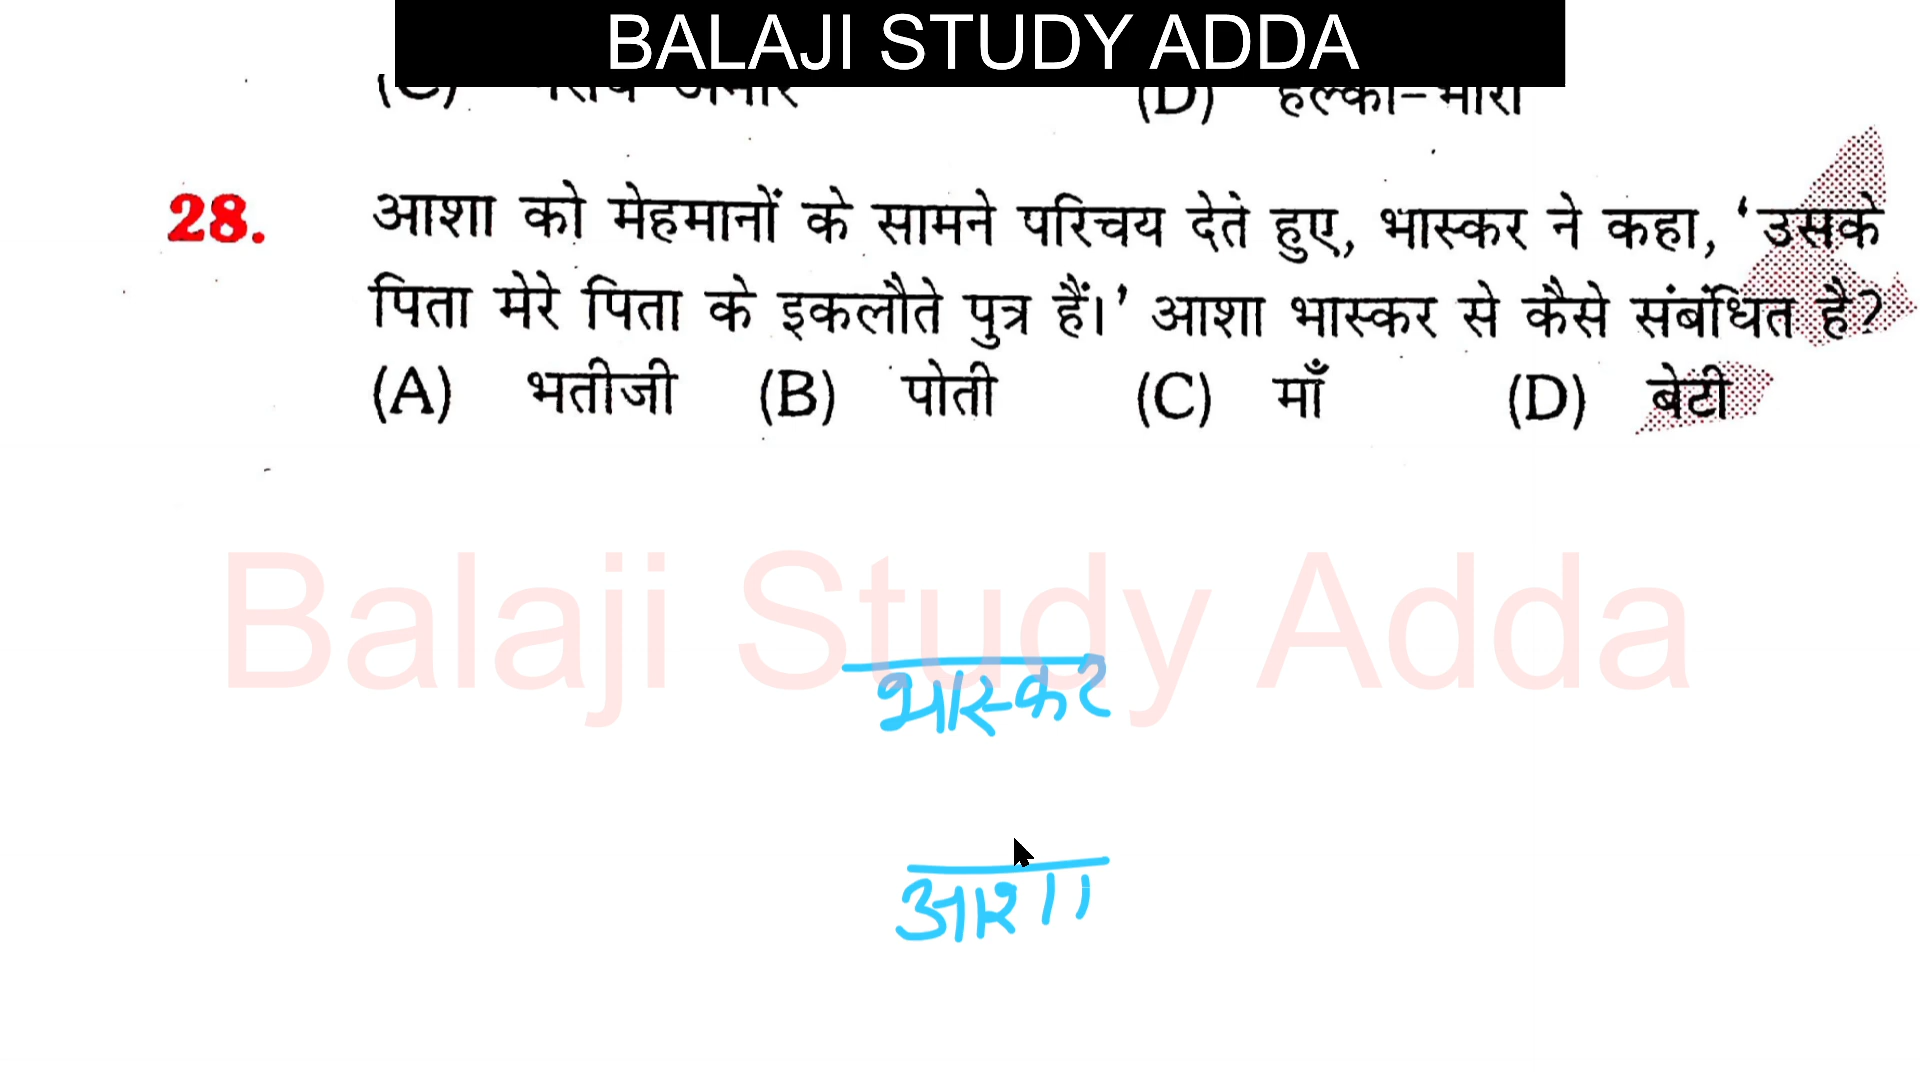 BALAJI STUDY ADDA
(D) हल्का-भारी
28. आशा को मेहमानों के सामने परिचय देते हुए, भास्कर ने कहा, ‘उसके
पिता मेरे पिता के इकलौते पुत्र हैं।’ आशा भास्कर से कैसे संबंधित है?
(A) भतीजी (B) पोती (C) माँ (D) बेटी
Balaji Study Adda
भास्कर
आशा